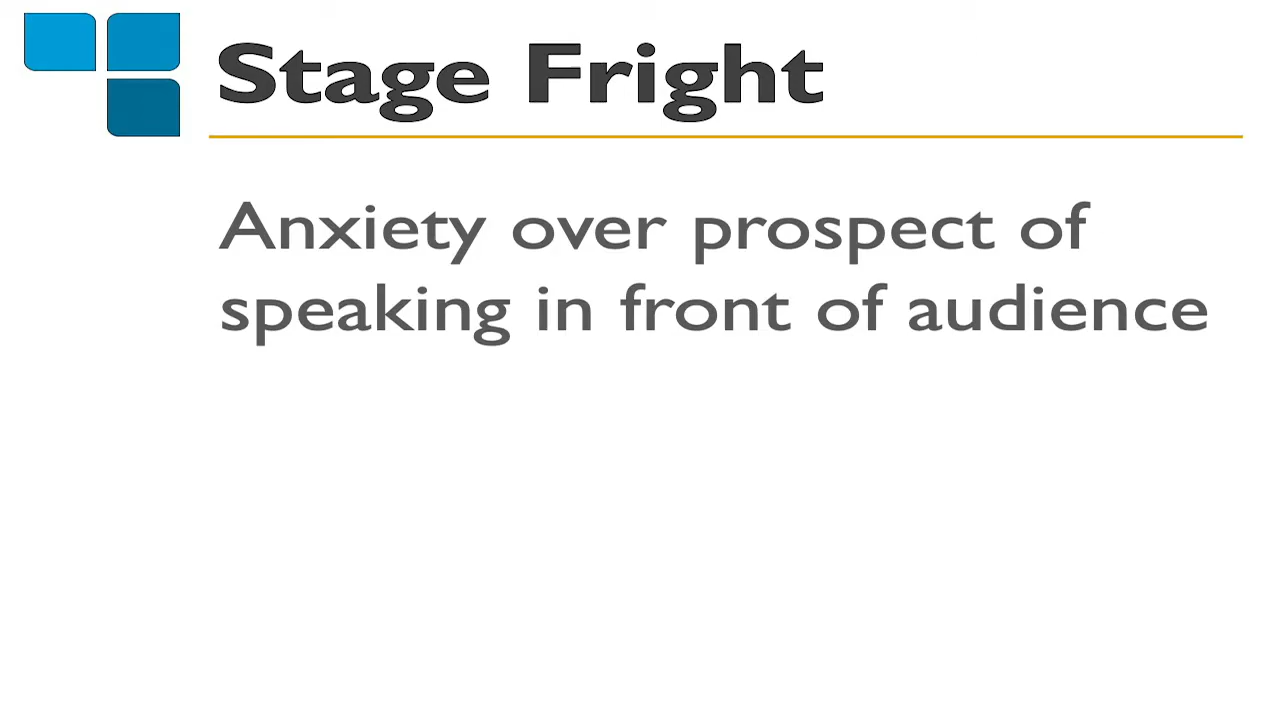 Stage Fright
Anxiety over prospect of
speaking in front of audience